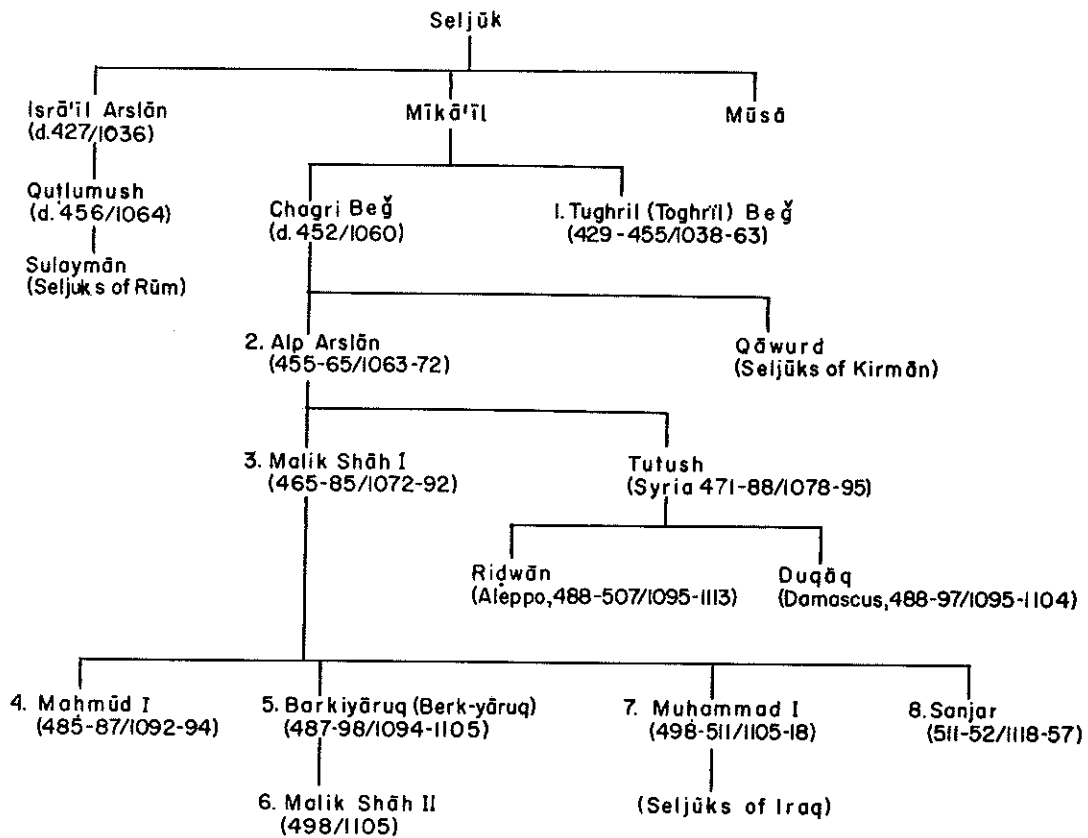 Seljūk
Isrā'īl Arslān
(d.427/1036)
Mīkā'īl
Mūsā
Quṭlumush
(d.456/1064)
Chagri Beğ
(d.452/1060)
1. Tughril (Toghrïl) Beğ
(429-455/1038-63)
Sulaymān
(Seljuks of Rūm)
2. Alp Arslān
(455-65/1063-72)
Qāwurd
(Seljūks of Kirmān)
3. Malik Shāh I
(465-85/1072-92)
Tutush
(Syria 471-88/1078-95)
Riḍwān
(Aleppo, 488-507/1095-1113)
Duqāq
(Damascus, 488-97/1095-1104)
4. Maḥmūd I
(485-87/1092-94)
5. Barkiyāruq (Berk-yāruq)
(487-98/1094-1105)
7. Muḥammad I
(498-511/1105-18)
8. Sanjar
(511-52/1118-57)
6. Malik Shāh II
(498/1105)
(Seljūks of Iraq)